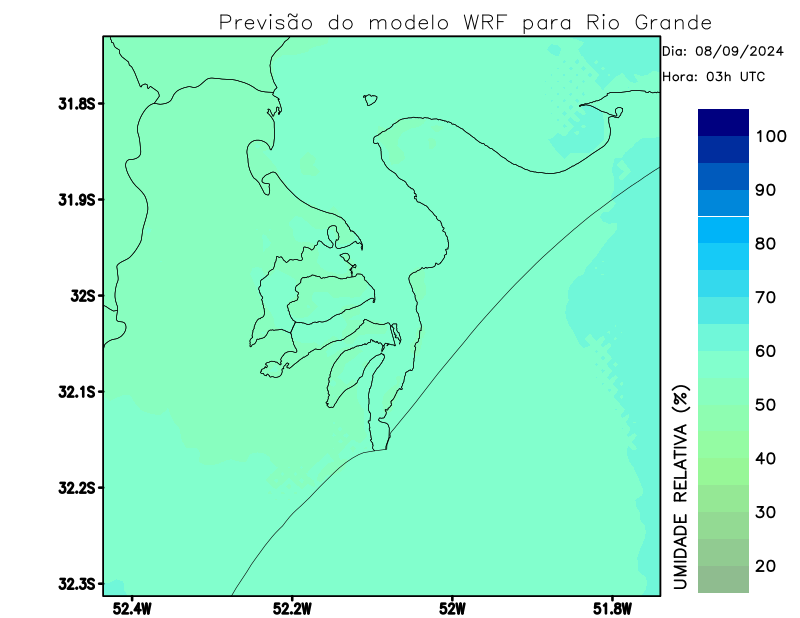 Previsão do modelo WRF para Rio Grande
Dia: 08/09/2024
Hora: 03h UTC
31.8S
31.9S
32S
32.1S
32.2S
32.3S
52.4W 52.2W 52W 51.8W
100
90
80
70
60
50
40
30
20
UMIDADE RELATIVA (%)